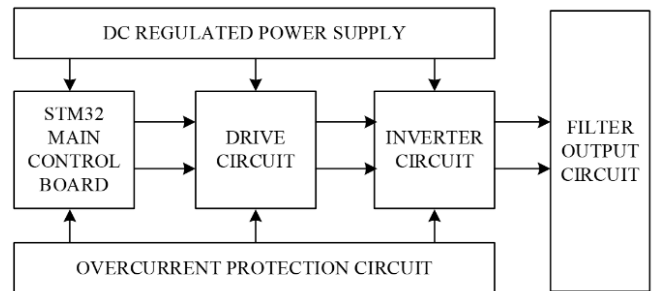 DC REGULATED POWER SUPPLY
STM32
MAIN
CONTROL
BOARD
DRIVE
CIRCUIT
INVERTER
CIRCUIT
FILTER
OUTPUT
CIRCUIT
OVERCURRENT PROTECTION CIRCUIT